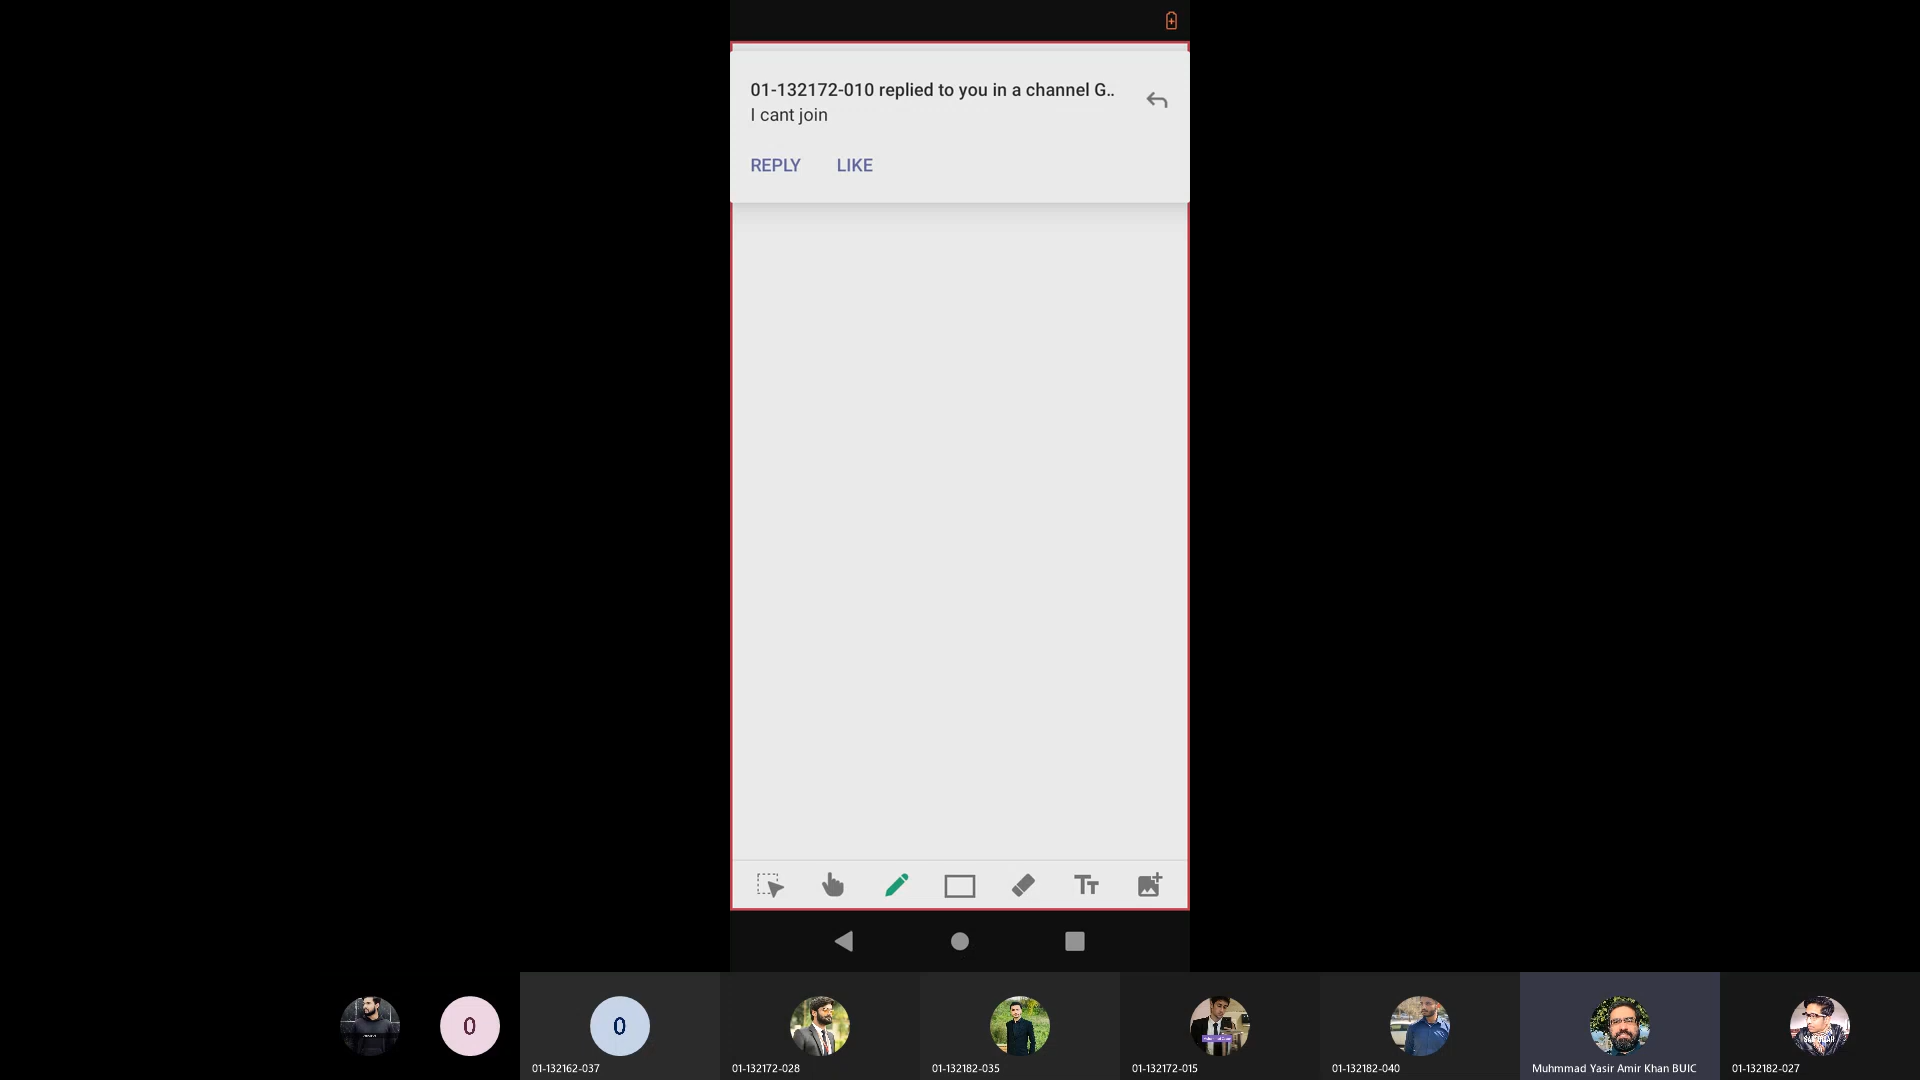 01-132172-010 replied to you in a channel G..
I cant join
REPLY LIKE
Tт
0 0
01-132162-037 01-132172-028 01-132182-035 01-132172-015 01-132182-040 Muhmmad Yasir Amir Khan BUIC 01-132182-027